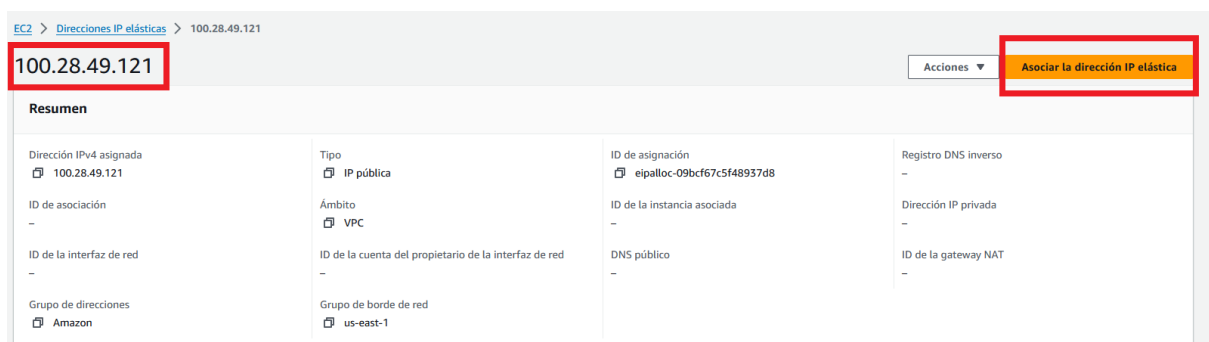 EC2 > Direcciones IP elásticas > 100.28.49.121
100.28.49.121
Acciones ▼
Asociar la dirección IP elástica
Resumen
Dirección IPv4 asignada
100.28.49.121
Tipo
IP pública
ID de asignación
eipalloc-09bcf67c5f48937d8
Registro DNS inverso
–
ID de asociación
–
Ámbito
VPC
ID de la instancia asociada
–
Dirección IP privada
–
ID de la interfaz de red
–
ID de la cuenta del propietario de la interfaz de red
–
DNS público
–
ID de la gateway NAT
–
Grupo de direcciones
Amazon
Grupo de borde de red
us-east-1